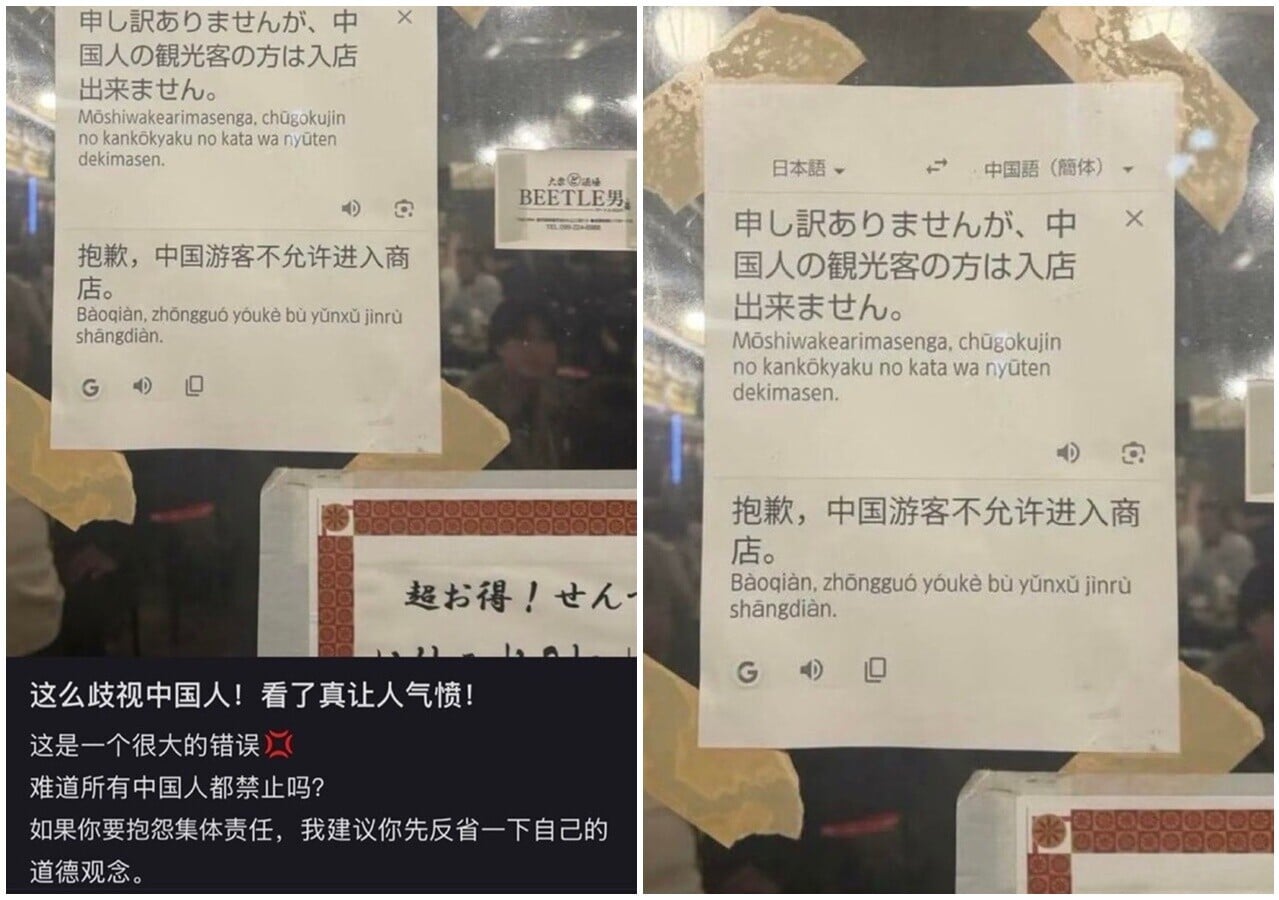 申し訳ありませんが、中
国人の観光客の方は入店
出来ません。
Mōshiwakearimasenga, chūgokujin
no kankōkyaku no kata wa nyūten
dekimasen.
抱歉，中国游客不允许进入商
店。
Bàoqiàn, zhōngguó yóukè bù yǔnxǔ jìnrù
shāngdiàn.
G
BEETLE男
超お得！せん
这么歧视中国人！看了真让人气愤！
这是一个很大的错误💢
难道所有中国人都禁止吗？
如果你要抱怨集体责任，我建议你先反省一下自己的
道德观念。
日本語 中国語（簡体）
申し訳ありませんが、中
国人の観光客の方は入店
出来ません。
Mōshiwakearimasenga, chūgokujin
no kankōkyaku no kata wa nyūten
dekimasen.
抱歉，中国游客不允许进入商
店。
Bàoqiàn, zhōngguó yóukè bù yǔnxǔ jìnrù
shāngdiàn.
G